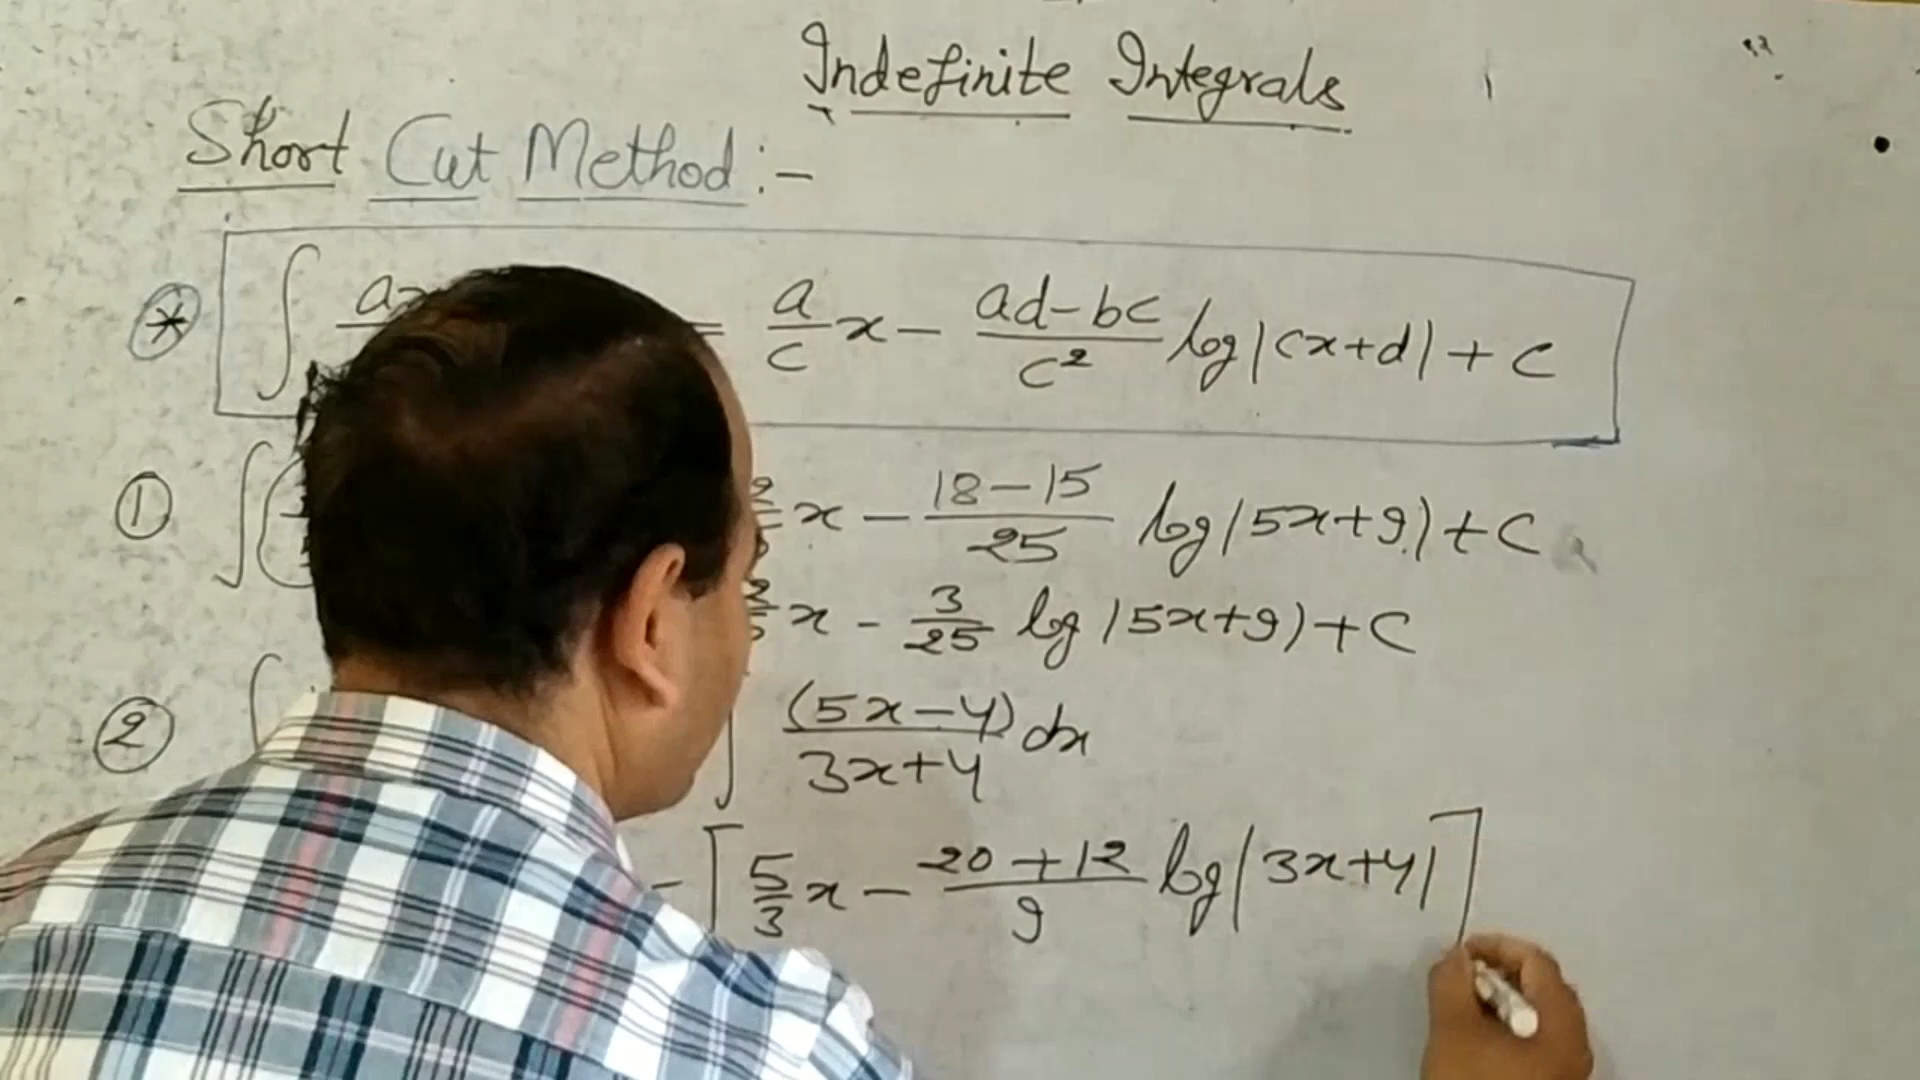 Indefinite Integrals
Short Cut Method :-
* ∫ a = a/c x - ad-bc/c² log|cx+d| + c
① ∫( x - 18-15/25 log|5x+9| + C
x - 3/25 log|5x+9| + C
② ∫ ∫ (5x-4)/3x+4 dx
- [5/3 x - 20+12/9 log|3x+4|]